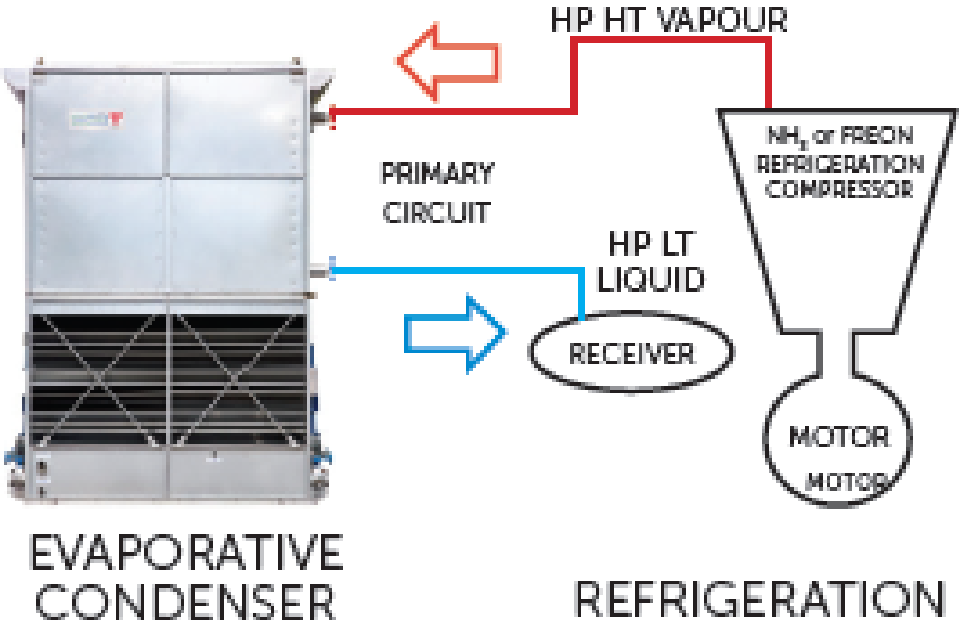 HP HT VAPOUR
NH₃ or FREON
REFRIGERATION
COMPRESSOR
PRIMARY
CIRCUIT
HP LT
LIQUID
RECEIVER
MOTOR
MOTOR
EVAPORATIVE
CONDENSER
REFRIGERATION